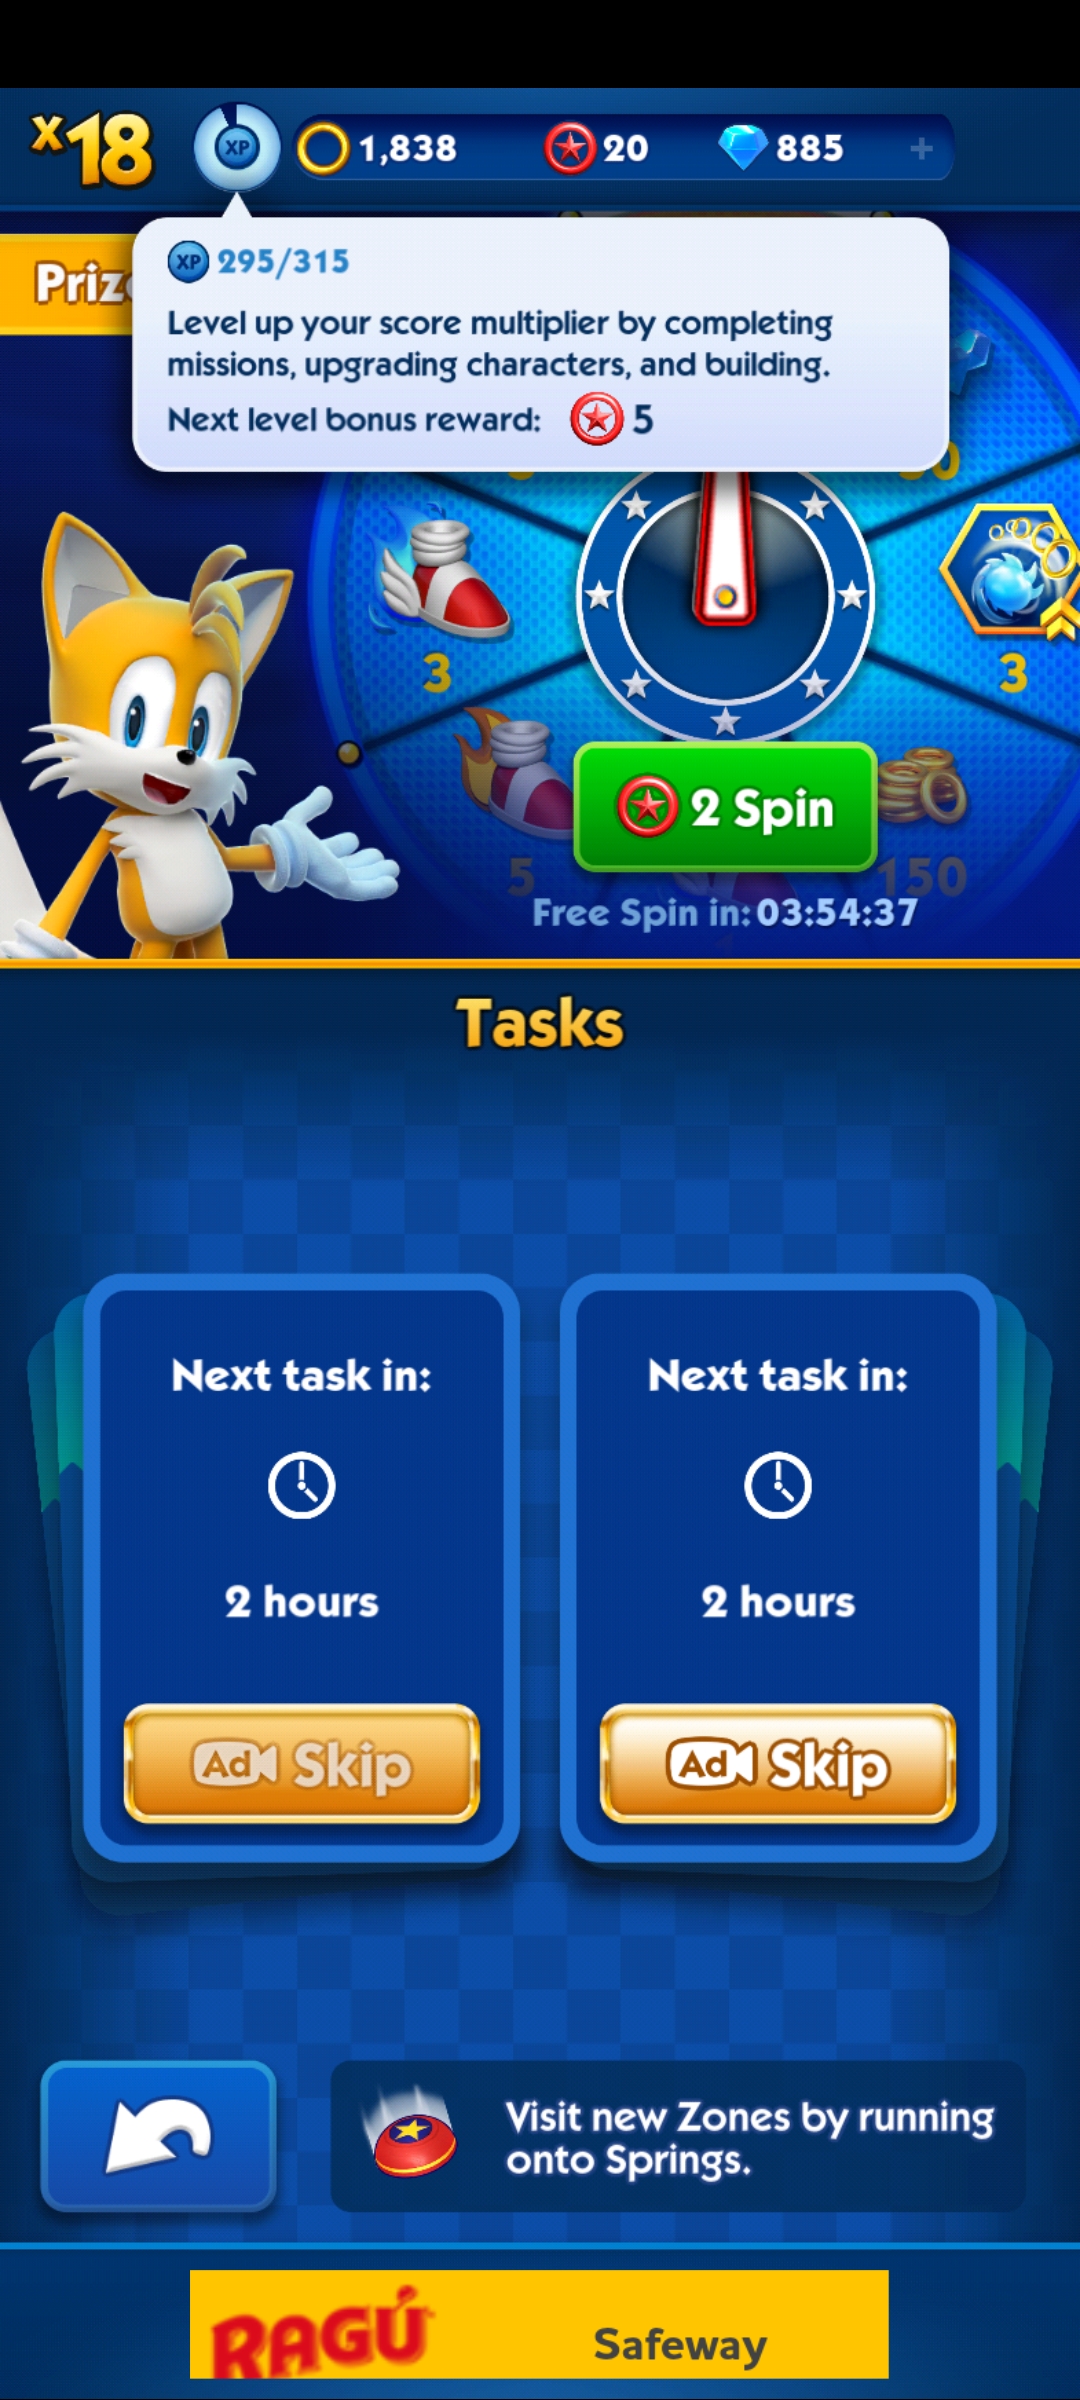 x18
XP
1,838
20
885
+
XP 295/315
Level up your score multiplier by completing
missions, upgrading characters, and building.
Next level bonus reward: 5
3
3
2 Spin
5
150
Free Spin in: 03:54:37
Tasks
Next task in:
2 hours
Ad Skip
Next task in:
2 hours
Ad Skip
Visit new Zones by running
onto Springs.
RAGÚ
Safeway